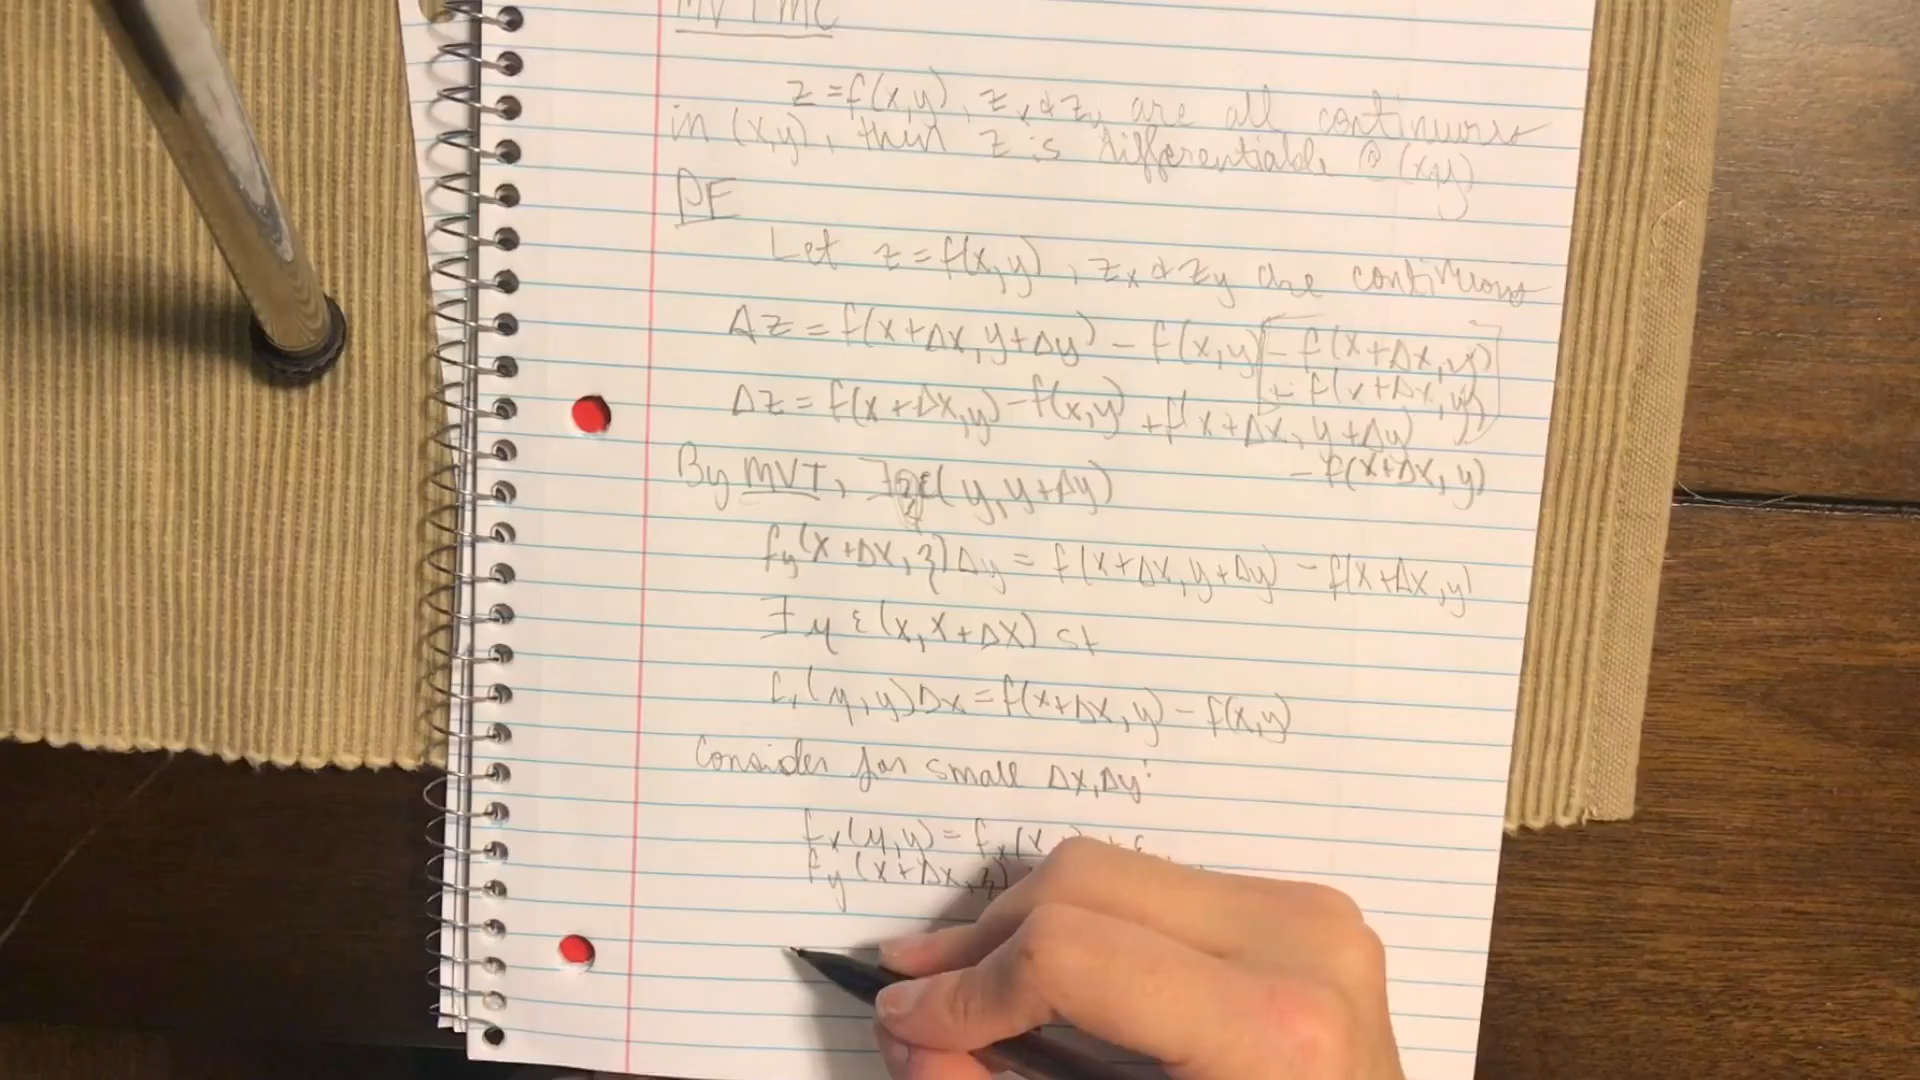 MVT MC
z = f(x,y), z_x & z_y are all continuous
in (x,y), then z is differentiable @ (x,y)
PF
Let z = f(x,y), z_x & z_y are continuous
Δz = f(x+Δx, y+Δy) - f(x,y) [- f(x+Δx, y)
+ f(x+Δx, y)]
Δz = f(x+Δx, y) - f(x,y) + f(x+Δx, y+Δy)
- f(x+Δx, y)
By MVT, ∃ ξ ε (y, y+Δy)
f_y(x+Δx, ξ)Δy = f(x+Δx, y+Δy) - f(x+Δx, y)
∃ η ε (x, x+Δx) st
f_x(η, y)Δx = f(x+Δx, y) - f(x,y)
Consider for small Δx, Δy:
f_x(η, y) = f_x(x
f_y(x+Δx, ξ)